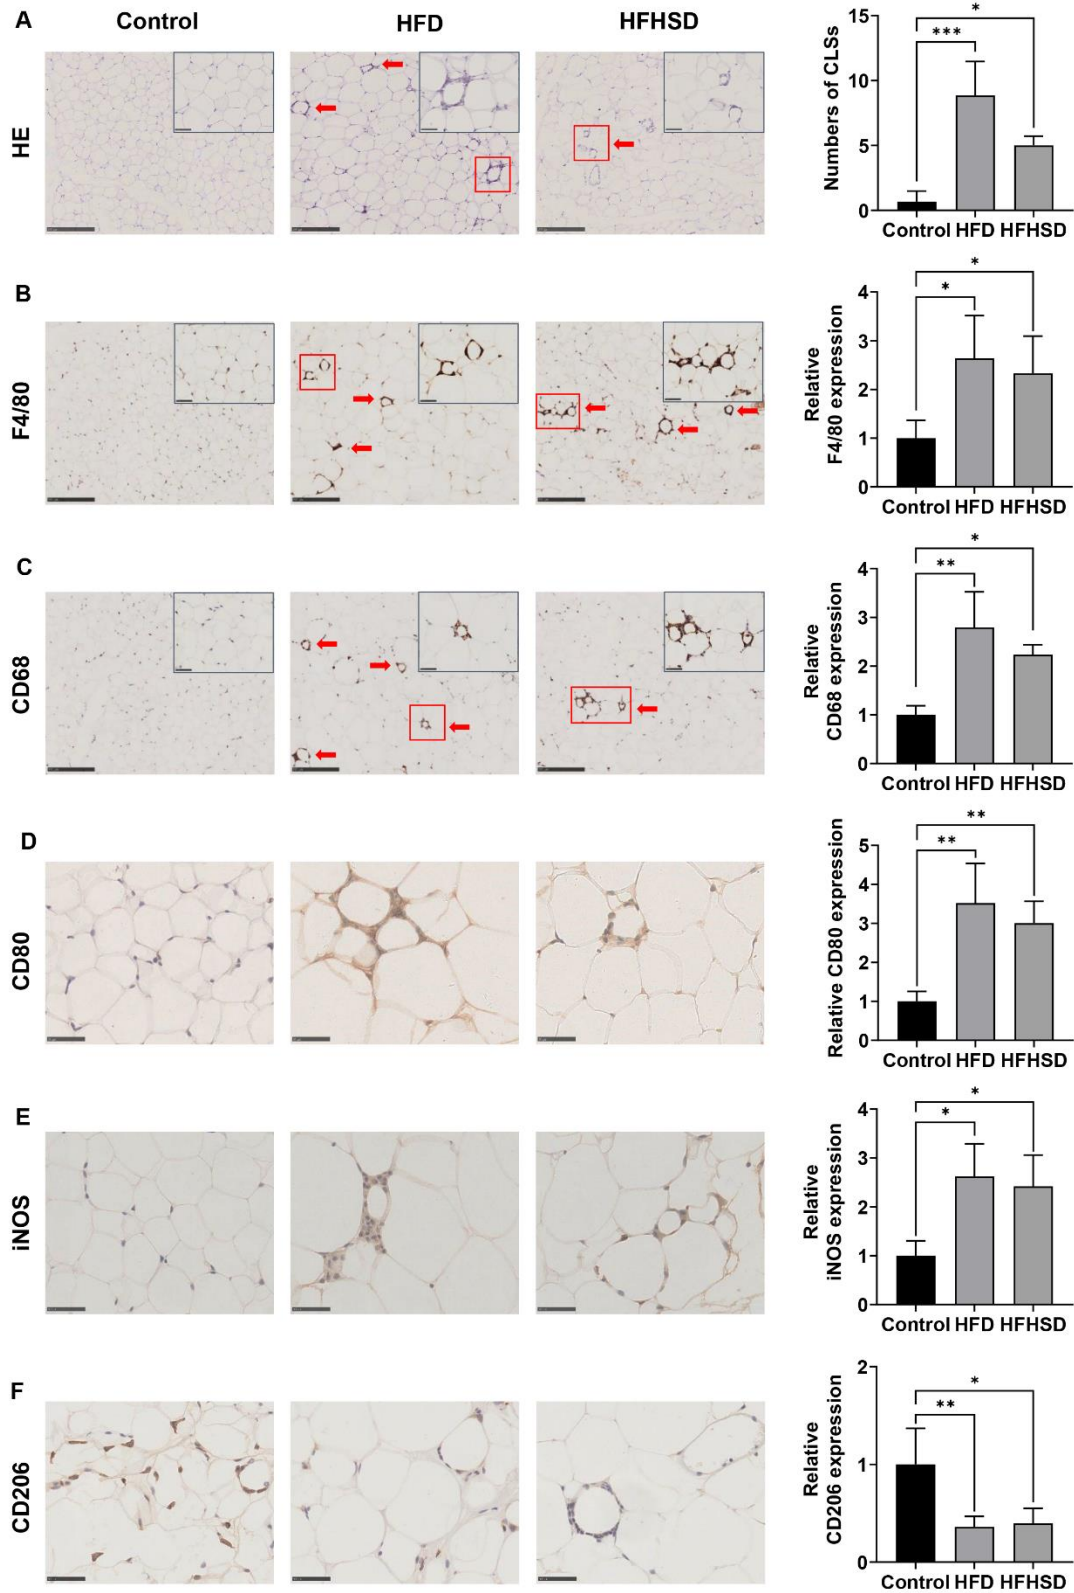 A
Control
HFD
HFHSD
HE
Numbers of CLSs
15
10
5
0
***
*
Control HFD HFHSD
B
F4/80
Relative
F4/80 expression
4
3
2
1
0
*
*
Control HFD HFHSD
C
CD68
Relative
CD68 expression
4
3
2
1
0
**
*
Control HFD HFHSD
D
CD80
Relative CD80 expression
5
4
3
2
1
0
**
**
Control HFD HFHSD
E
iNOS
Relative
iNOS expression
4
3
2
1
0
*
*
Control HFD HFHSD
F
CD206
Relative
CD206 expression
2
1
0
**
*
Control HFD HFHSD